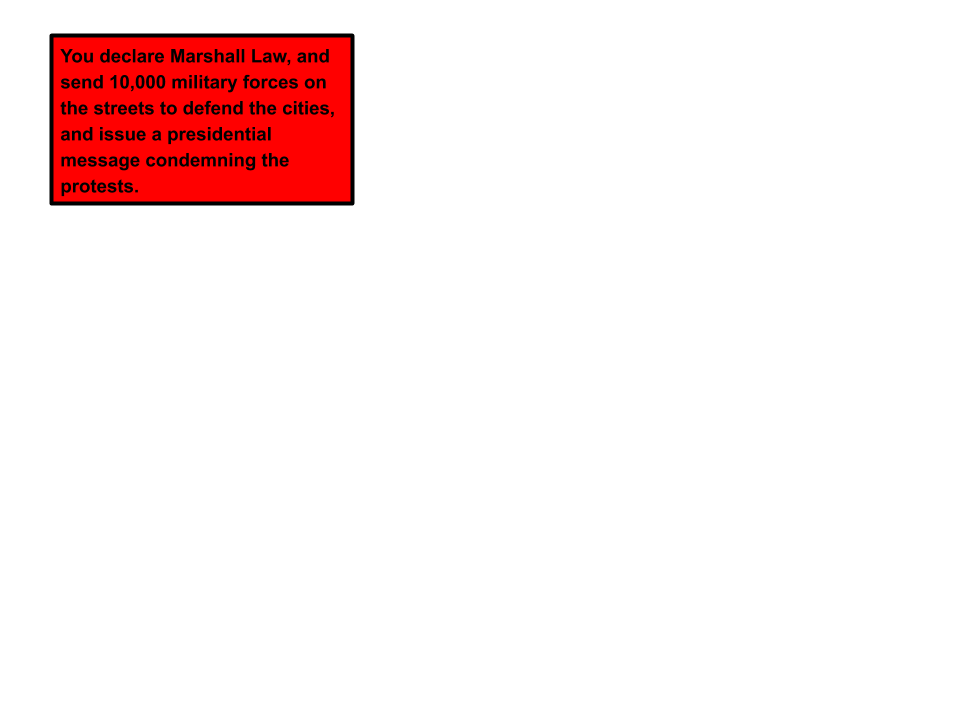 You declare Marshall Law, and
send 10,000 military forces on
the streets to defend the cities,
and issue a presidential
message condemning the
protests.